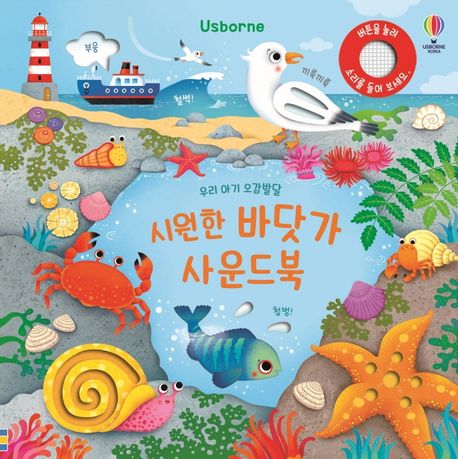 Usborne
부웅
철썩!
끼룩끼룩
버튼을 눌러
소리를 들어 보세요.
USBORNE
KOREA
우리 아기 오감발달
시원한 바닷가
사운드북
첨벙!